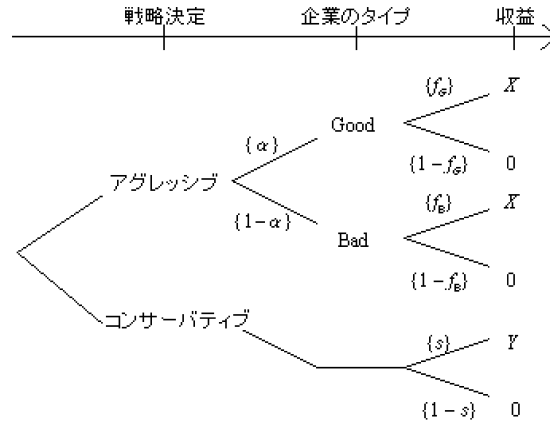 戦略決定 企業のタイプ 収益
{f_G} X
Good
{α} {1-f_G} 0
アグレッシブ
{f_B} X
{1-α} Bad
{1-f_B} 0
コンサーバティブ
{s} Y
{1-s} 0